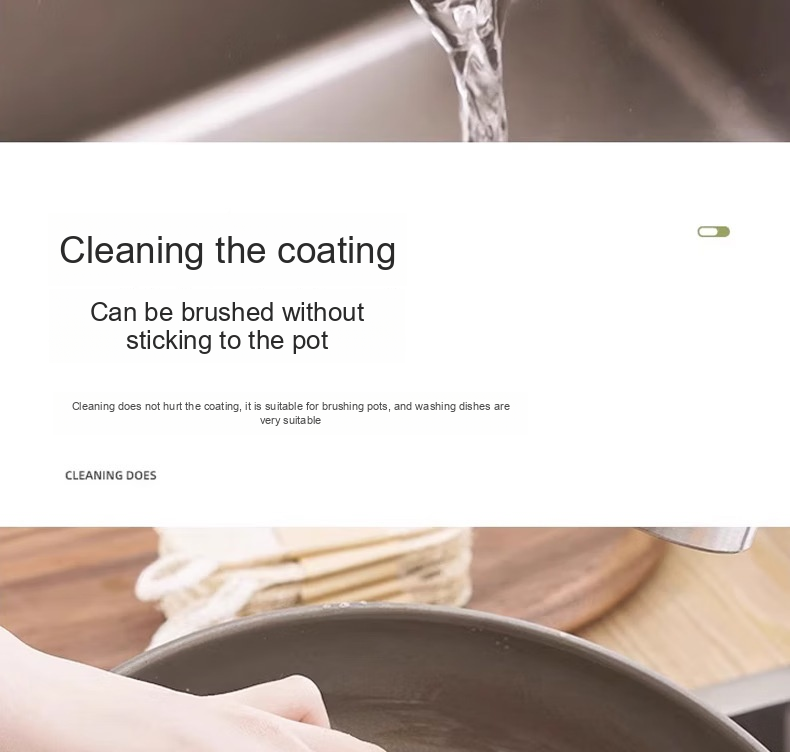 Cleaning the coating
Can be brushed without
sticking to the pot
Cleaning does not hurt the coating, it is suitable for brushing pots, and washing dishes are
very suitable
CLEANING DOES